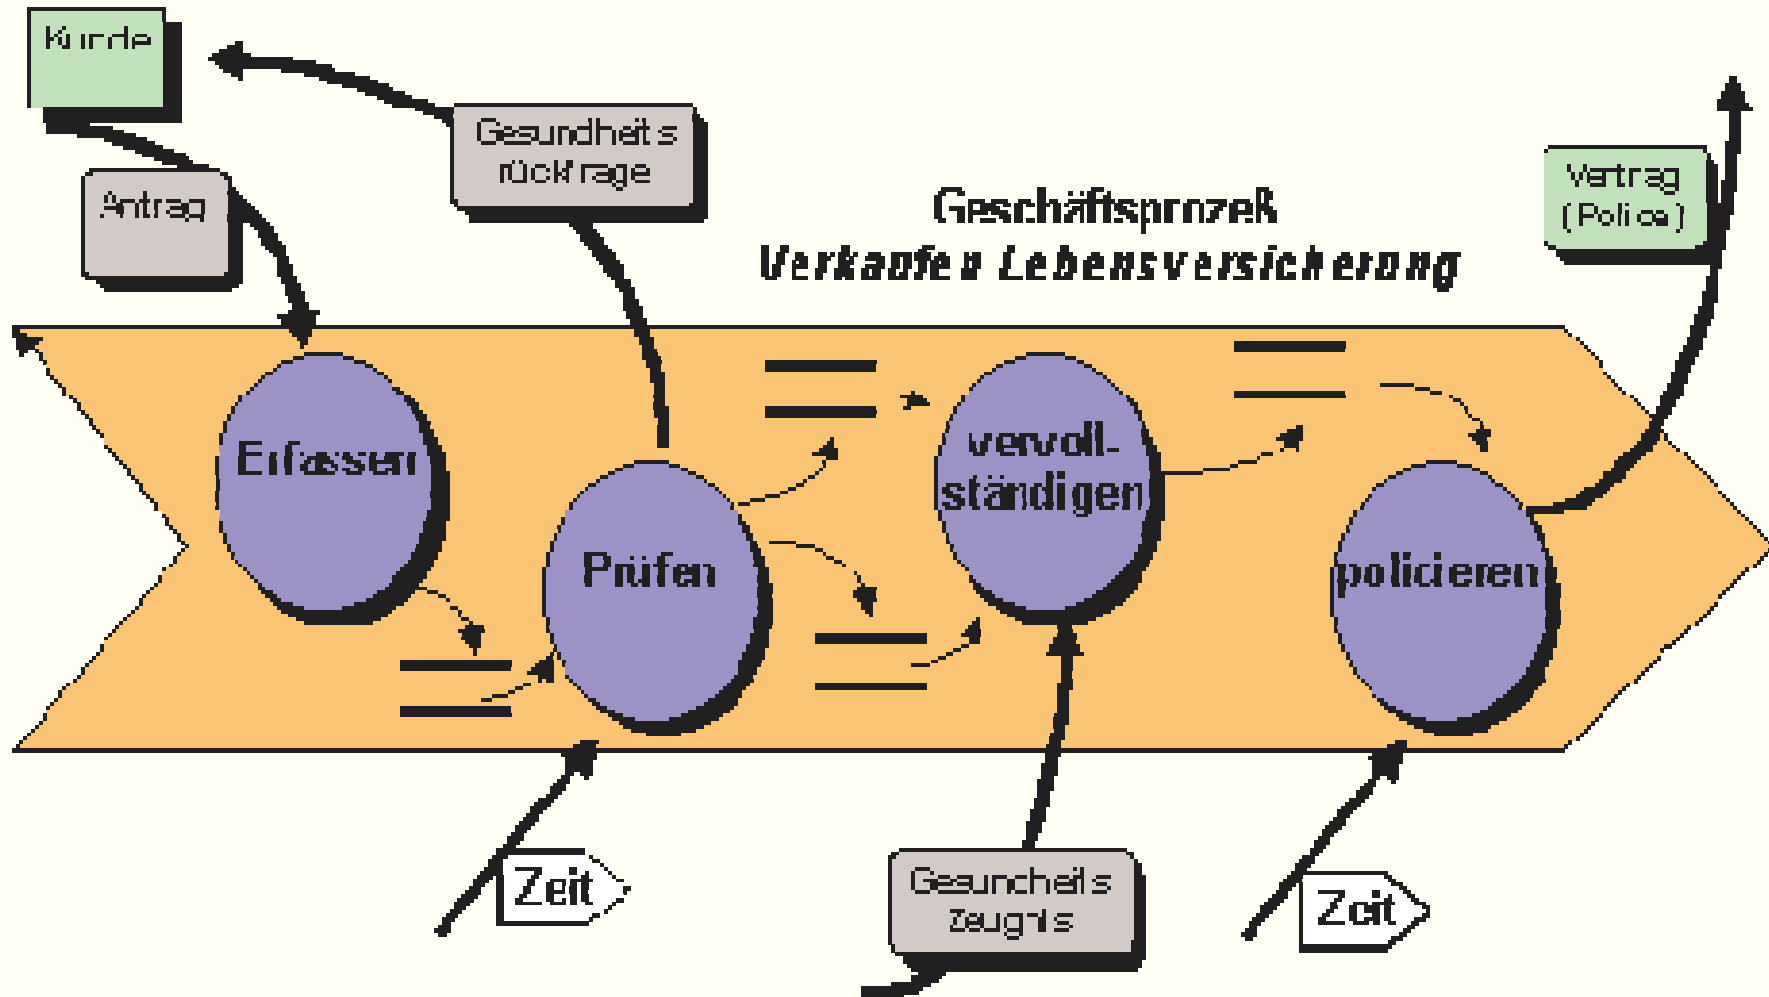 Kunde
Antrag
Gesundheits
rückfrage
Geschäftsprozeß
Verkaufen Lebensversicherung
Vertrag
(Police)
Erfassen
Prüfen
vervoll-
ständigen
policieren
Zeit
Gesundheits
Zeugnis
Zeit